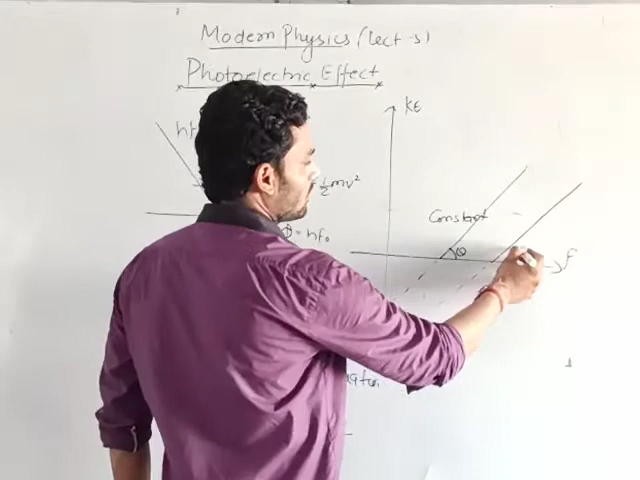 Modern Physics (Lect-5)
Photoelectric Effect
KE
hf
½mv²
Constant
Φ = hf₀
θ
f